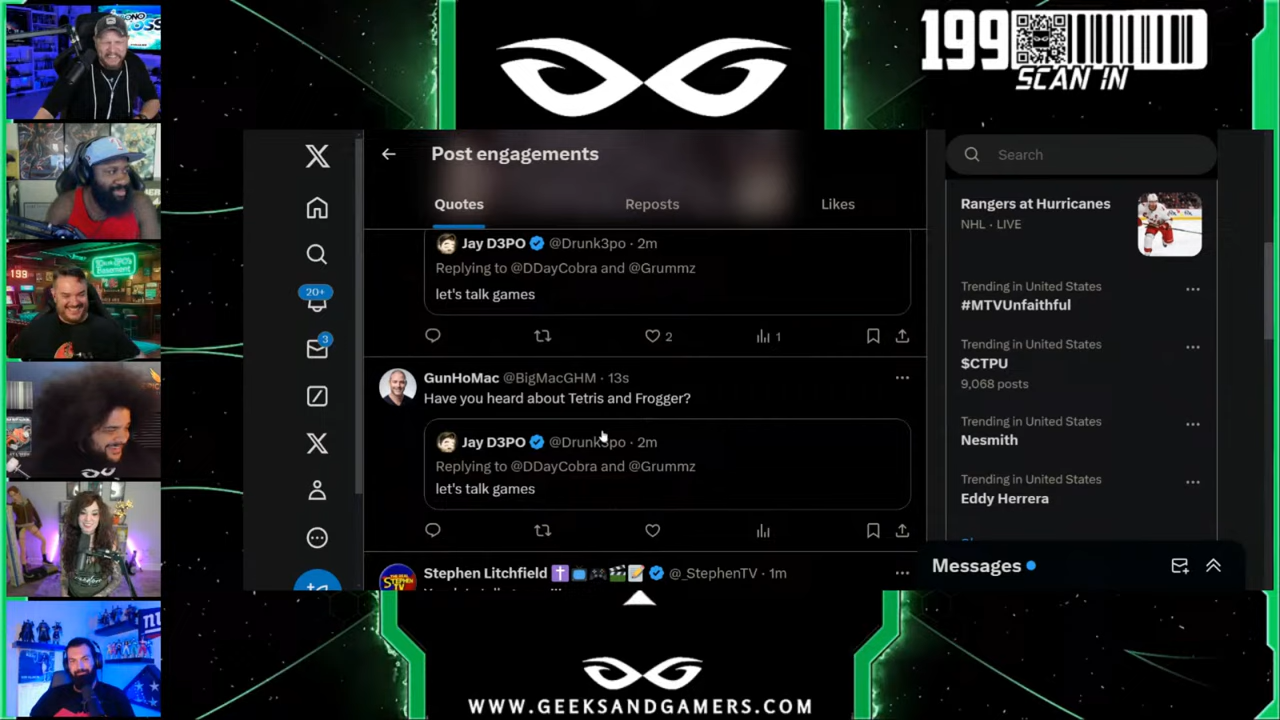 199
SCAN IN
Post engagements
Quotes
Reposts
Likes
Search
20+
3
Jay D3PO @Drunk3po · 2m
Replying to @DDayCobra and @Grummz
let's talk games
2
1
GunHoMac @BigMacGHM · 13s
Have you heard about Tetris and Frogger?
Jay D3PO @Drunk3po · 2m
Replying to @DDayCobra and @Grummz
let's talk games
Stephen Litchfield ✝️📺🎮🎬📝 @_StephenTV · 1m
Rangers at Hurricanes
NHL · LIVE
Trending in United States
#MTVUnfaithful
Trending in United States
$CTPU
9,068 posts
Trending in United States
Nesmith
Trending in United States
Eddy Herrera
Messages
WWW.GEEKSANDGAMERS.COM
199